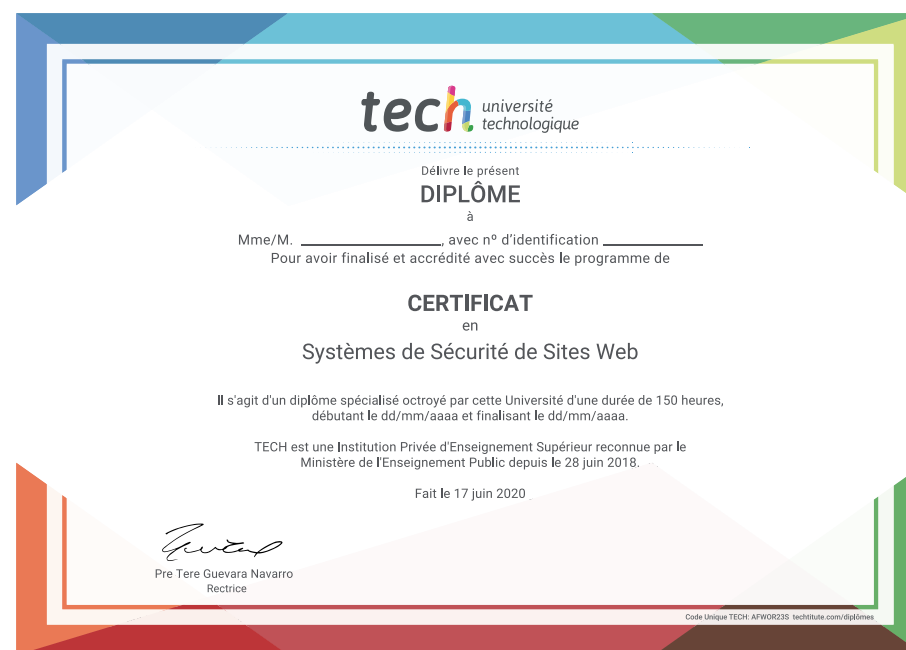 tech université
technologique
Délivre le présent
DIPLÔME
à
Mme/M. ____________________, avec nº d'identification ______________
Pour avoir finalisé et accrédité avec succès le programme de
CERTIFICAT
en
Systèmes de Sécurité de Sites Web
Il s'agit d'un diplôme spécialisé octroyé par cette Université d'une durée de 150 heures,
débutant le dd/mm/aaaa et finalisant le dd/mm/aaaa.
TECH est une Institution Privée d'Enseignement Supérieur reconnue par le
Ministère de l'Enseignement Public depuis le 28 juin 2018.
Fait le 17 juin 2020
Pre Tere Guevara Navarro
Rectrice
Code Unique TECH: AFWOR23S techtitute.com/diplômes